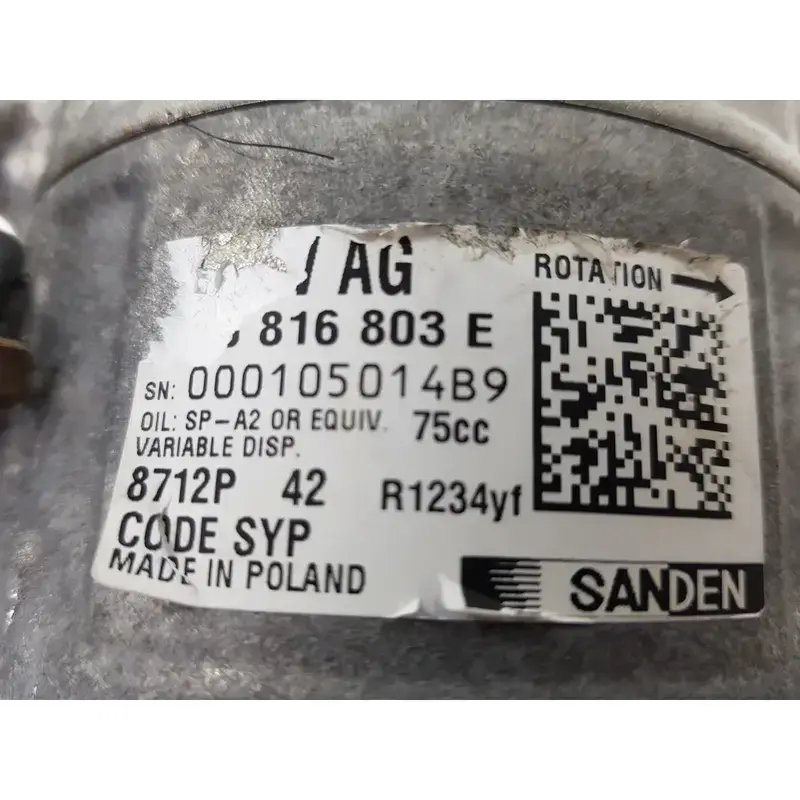 AG
ROTATION
816 803 E
SN: 000105014B9
OIL: SP-A2 OR EQUIV. 75cc
VARIABLE DISP.
8712P 42 R1234yf
CODE SYP
MADE IN POLAND
SANDEN